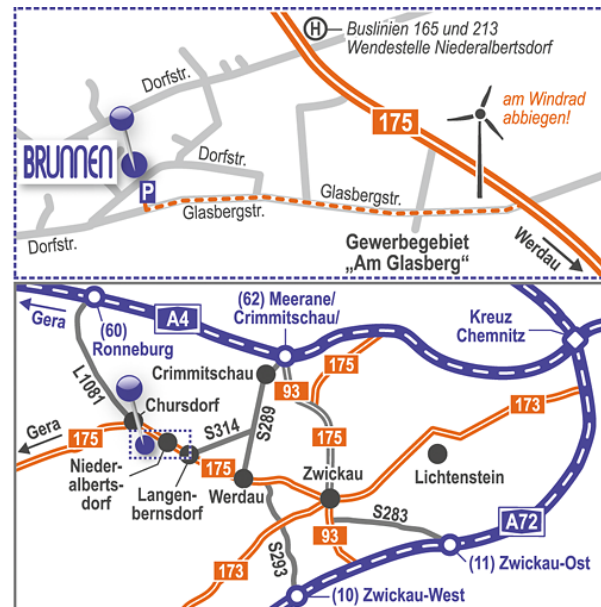 H
Buslinien 165 und 213
Wendestelle Niederalbertsdorf
Dorfstr.
175
am Windrad
abbiegen!
BRUNNEN
Dorfstr.
P
Glasbergstr.
Glasbergstr.
Dorfstr.
Gewerbegebiet
„Am Glasberg“
Werdau
Gera
A4
(62) Meerane/
Crimmitschau/
Kreuz
Chemnitz
(60)
Ronneburg
175
93
Crimmitschau
L1081
173
Chursdorf
S314
S289
175
Gera
175
Nieder-
alberts-
dorf
175
Langen-
bernsdorf
Werdau
Zwickau
Lichtenstein
S283
A72
93
S293
173
(11) Zwickau-Ost
(10) Zwickau-West